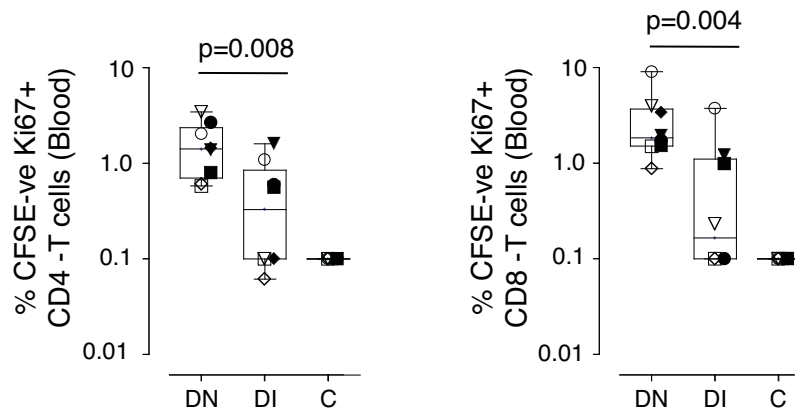 p=0.008
% CFSE-ve Ki67+
CD4 -T cells (Blood)
10
1.0
0.1
0.01
DN DI C
p=0.004
% CFSE-ve Ki67+
CD8 -T cells (Blood)
10
1.0
0.1
0.01
DN DI C